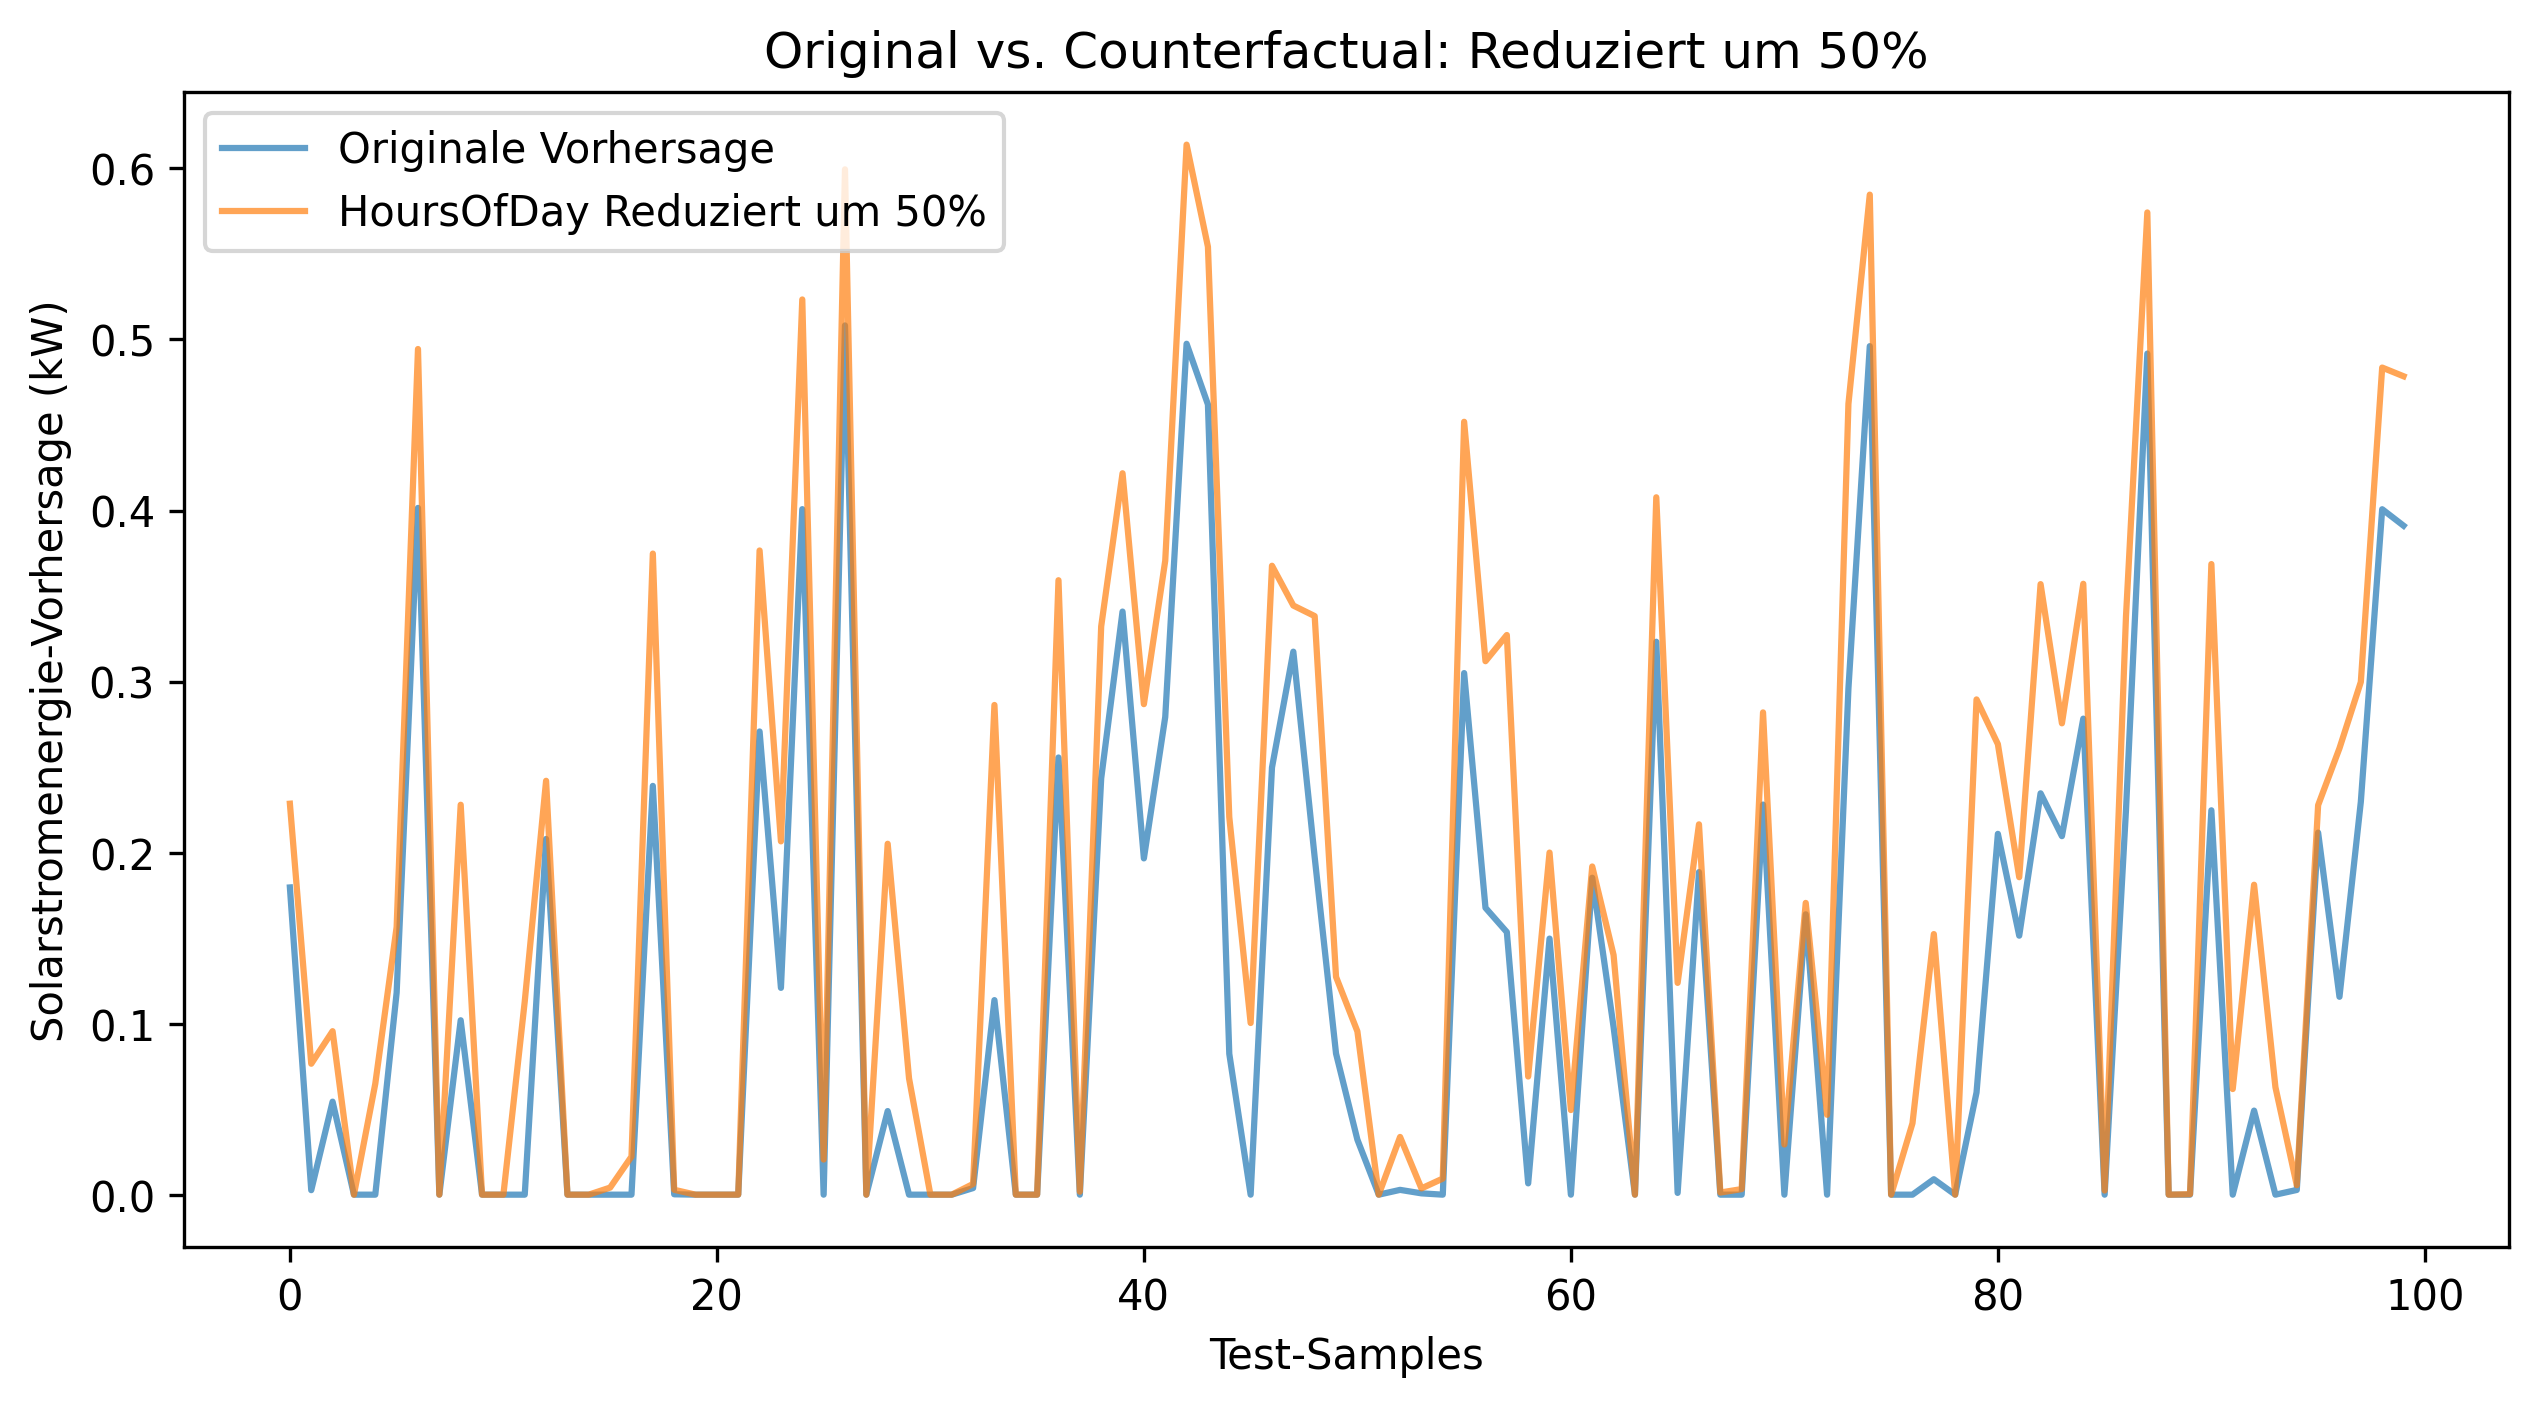 Original vs. Counterfactual: Reduziert um 50%
Originale Vorhersage
HoursOfDay Reduziert um 50%
Solarstromenergie-Vorhersage (kW)
0.6
0.5
0.4
0.3
0.2
0.1
0.0
0 20 40 60 80 100
Test-Samples